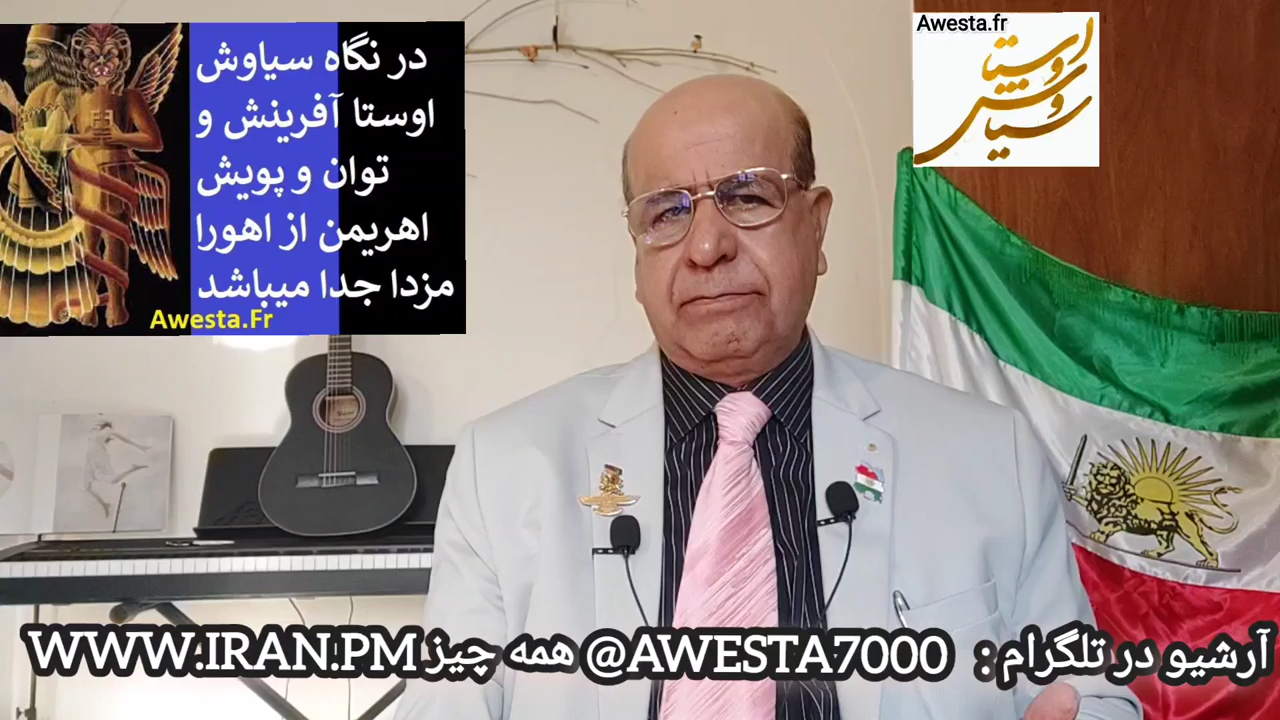 در نگاه سیاوش
اوستا آفرینش و
توان و پویش
اهریمن از اهورا
مزدا جدا میباشد
Awesta.Fr
Awesta.fr
اوستا
سیاوش
آرشیو در تلگرام : @AWESTA7000 همه چیز WWW.IRAN.PM